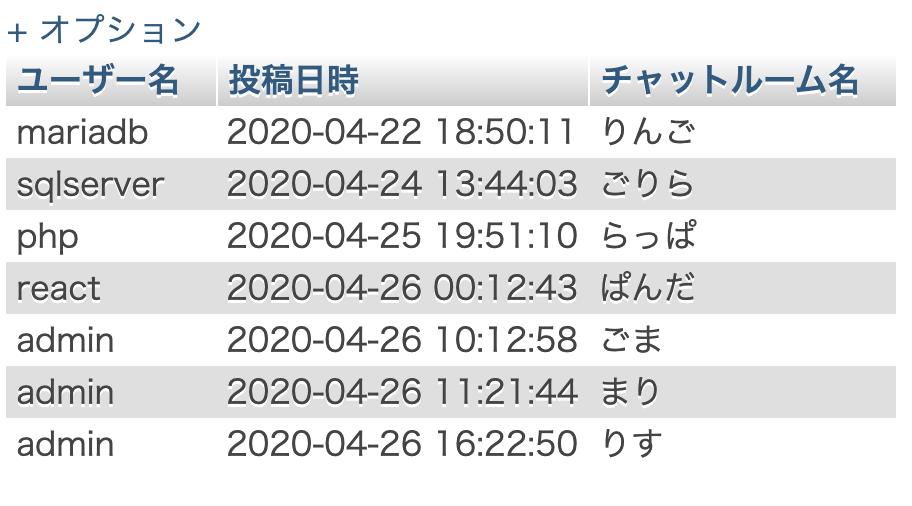 + オプション
ユーザー名 投稿日時 チャットルーム名
mariadb 2020-04-22 18:50:11 りんご
sqlserver 2020-04-24 13:44:03 ごりら
php 2020-04-25 19:51:10 らっぱ
react 2020-04-26 00:12:43 ぱんだ
admin 2020-04-26 10:12:58 ごま
admin 2020-04-26 11:21:44 まり
admin 2020-04-26 16:22:50 りす